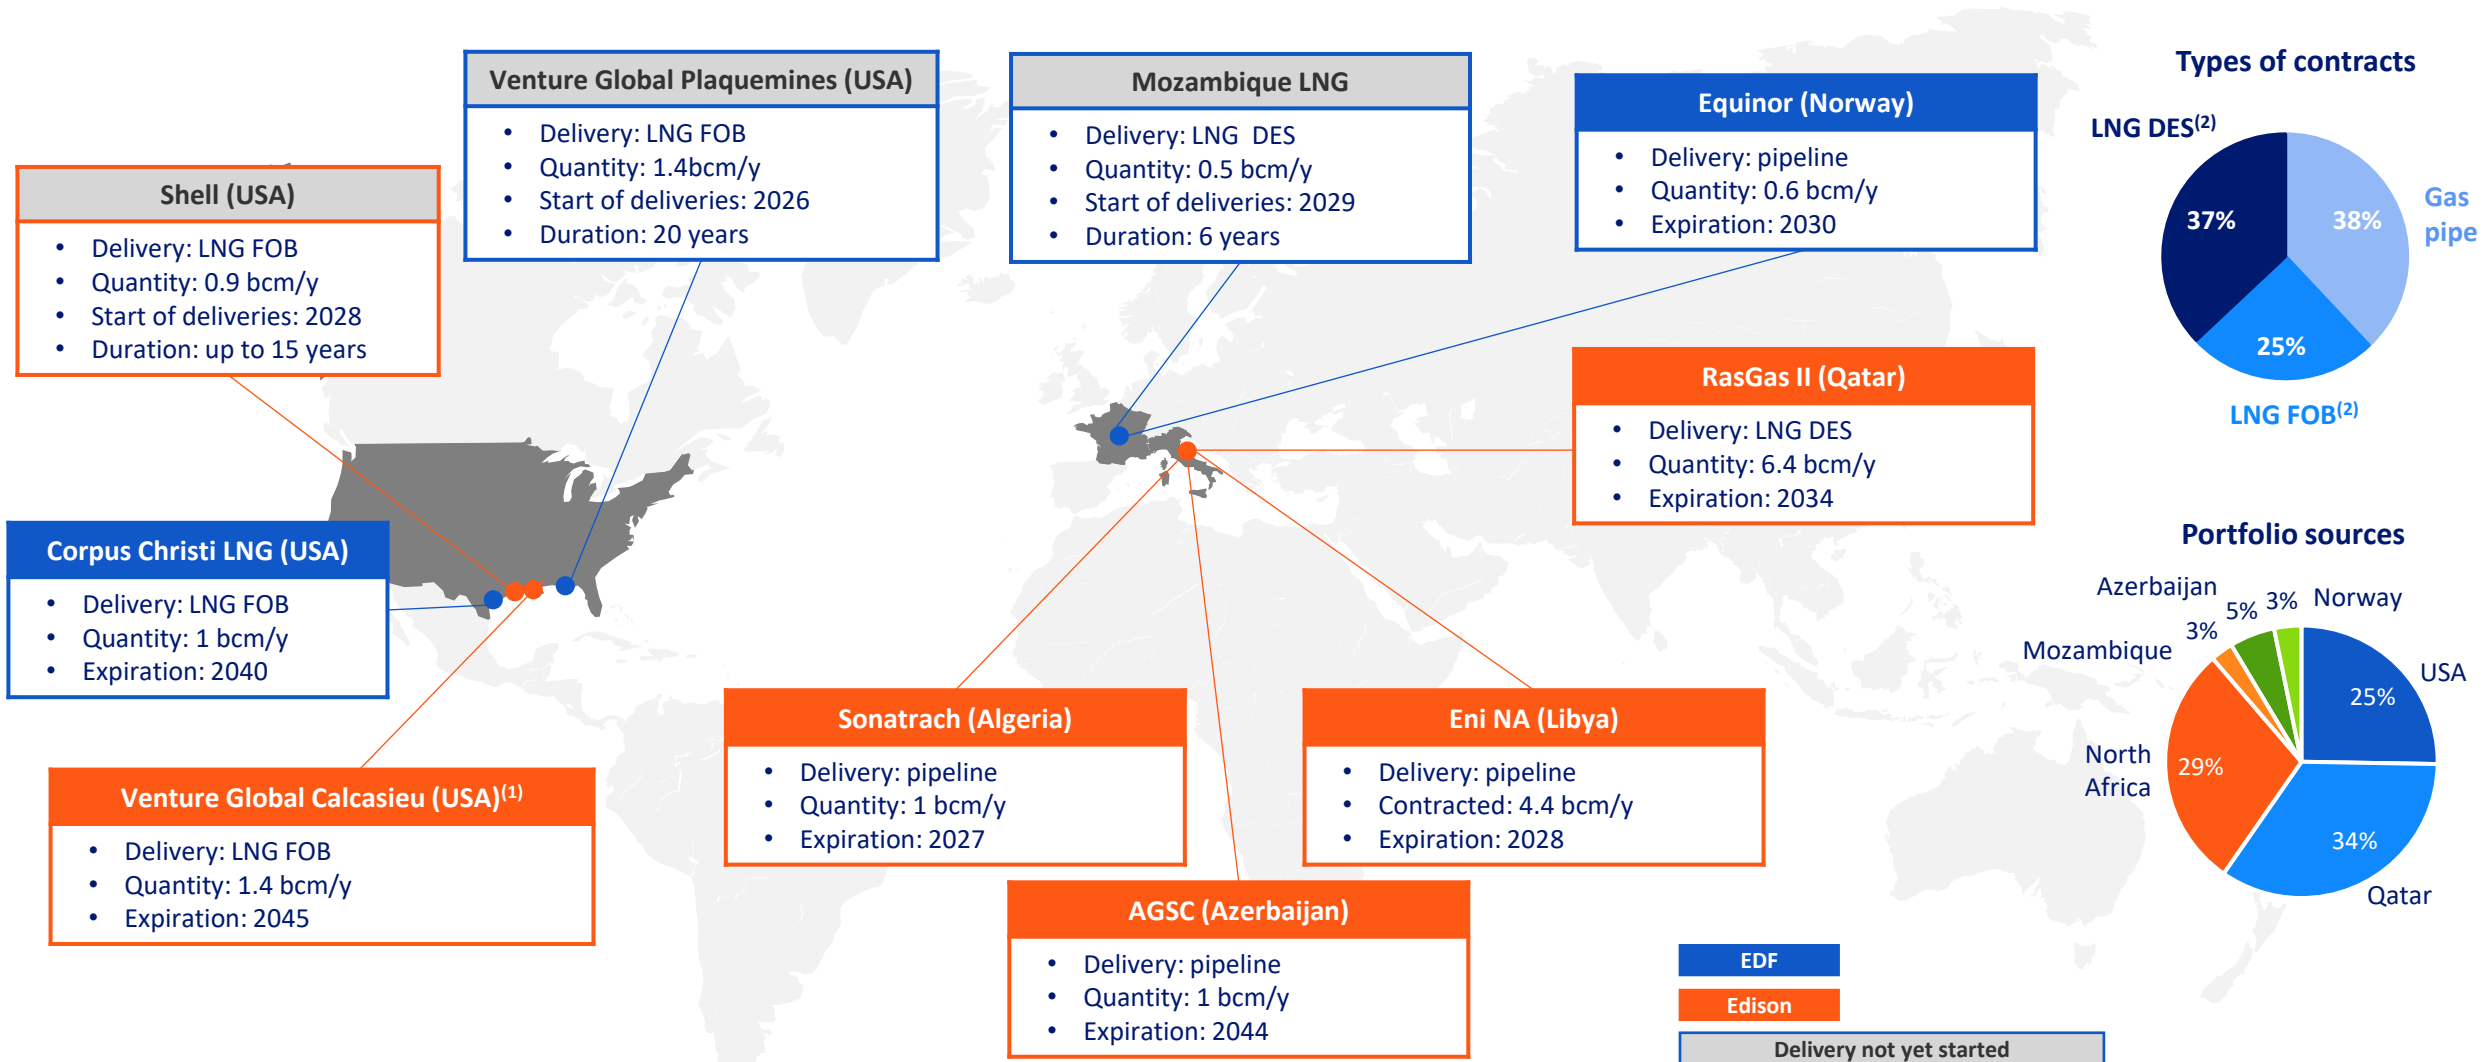 Venture Global Plaquemines (USA)
• Delivery: LNG FOB
• Quantity: 1.4bcm/y
• Start of deliveries: 2026
• Duration: 20 years
Mozambique LNG
• Delivery: LNG DES
• Quantity: 0.5 bcm/y
• Start of deliveries: 2029
• Duration: 6 years
Equinor (Norway)
• Delivery: pipeline
• Quantity: 0.6 bcm/y
• Expiration: 2030
Types of contracts
LNG DES(2)
37%
38%
Gas
pipe
25%
LNG FOB(2)
Shell (USA)
• Delivery: LNG FOB
• Quantity: 0.9 bcm/y
• Start of deliveries: 2028
• Duration: up to 15 years
RasGas II (Qatar)
• Delivery: LNG DES
• Quantity: 6.4 bcm/y
• Expiration: 2034
Corpus Christi LNG (USA)
• Delivery: LNG FOB
• Quantity: 1 bcm/y
• Expiration: 2040
Portfolio sources
Azerbaijan
5%
3%
Norway
3%
Mozambique
USA
25%
North
Africa
29%
34%
Qatar
Sonatrach (Algeria)
• Delivery: pipeline
• Quantity: 1 bcm/y
• Expiration: 2027
Eni NA (Libya)
• Delivery: pipeline
• Contracted: 4.4 bcm/y
• Expiration: 2028
Venture Global Calcasieu (USA)(1)
• Delivery: LNG FOB
• Quantity: 1.4 bcm/y
• Expiration: 2045
AGSC (Azerbaijan)
• Delivery: pipeline
• Quantity: 1 bcm/y
• Expiration: 2044
EDF
Edison
Delivery not yet started